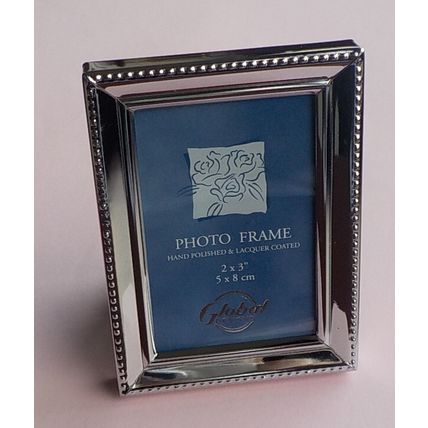 PHOTO FRAME
HAND POLISHED & LACQUER COATED
2 x 3"
5 x 8 cm
Global